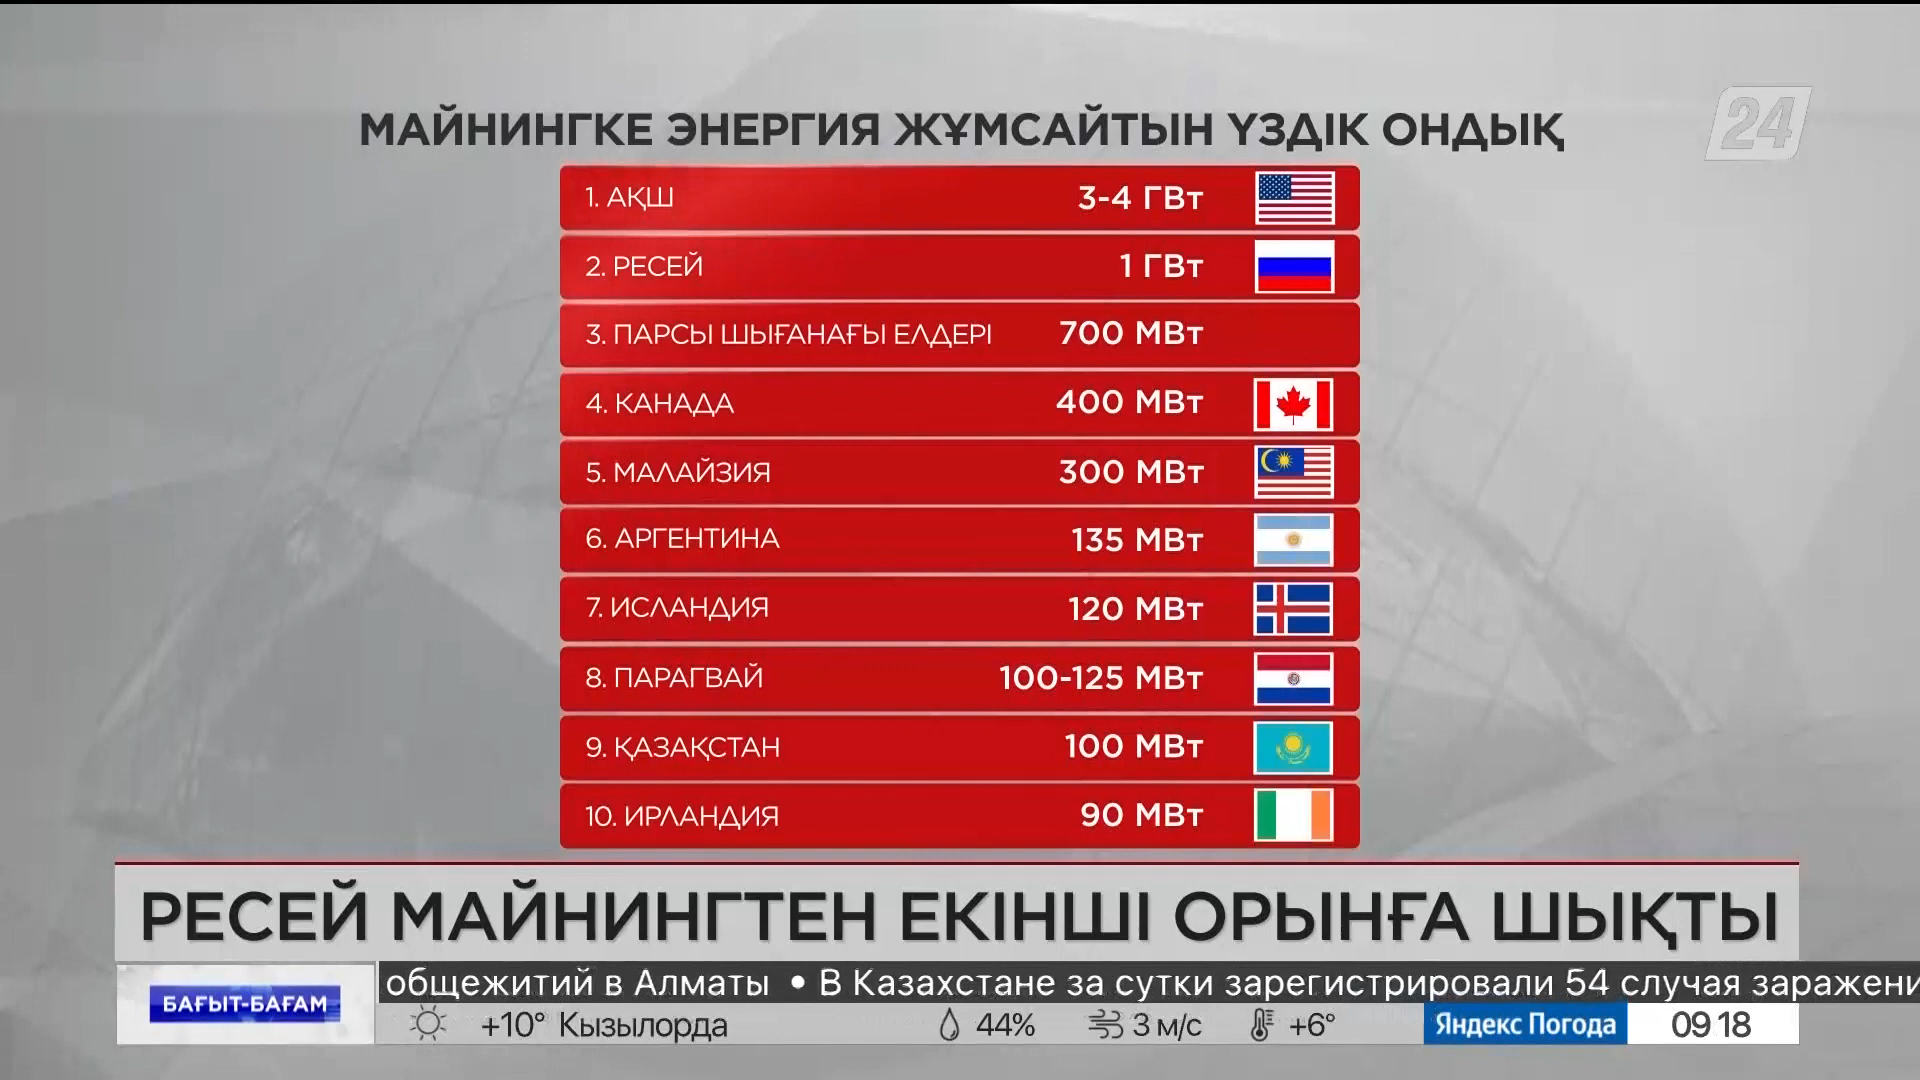 24
МАЙНИНГКЕ ЭНЕРГИЯ ЖҰМСАЙТЫН ҮЗДІК ОНДЫҚ
1. АҚШ 3-4 ГВт
2. РЕСЕЙ 1 ГВт
3. ПАРСЫ ШЫҒАНАҒЫ ЕЛДЕРІ 700 МВт
4. КАНАДА 400 МВт
5. МАЛАЙЗИЯ 300 МВт
6. АРГЕНТИНА 135 МВт
7. ИСЛАНДИЯ 120 МВт
8. ПАРАГВАЙ 100-125 МВт
9. ҚАЗАҚСТАН 100 МВт
10. ИРЛАНДИЯ 90 МВт
РЕСЕЙ МАЙНИНГТЕН ЕКІНШІ ОРЫНҒА ШЫҚТЫ
БАҒЫТ-БАҒАМ
общежитий в Алматы • В Казахстане за сутки зарегистрировали 54 случая заражени
+10° Кызылорда 44% 3 м/с +6° Яндекс Погода 09 18